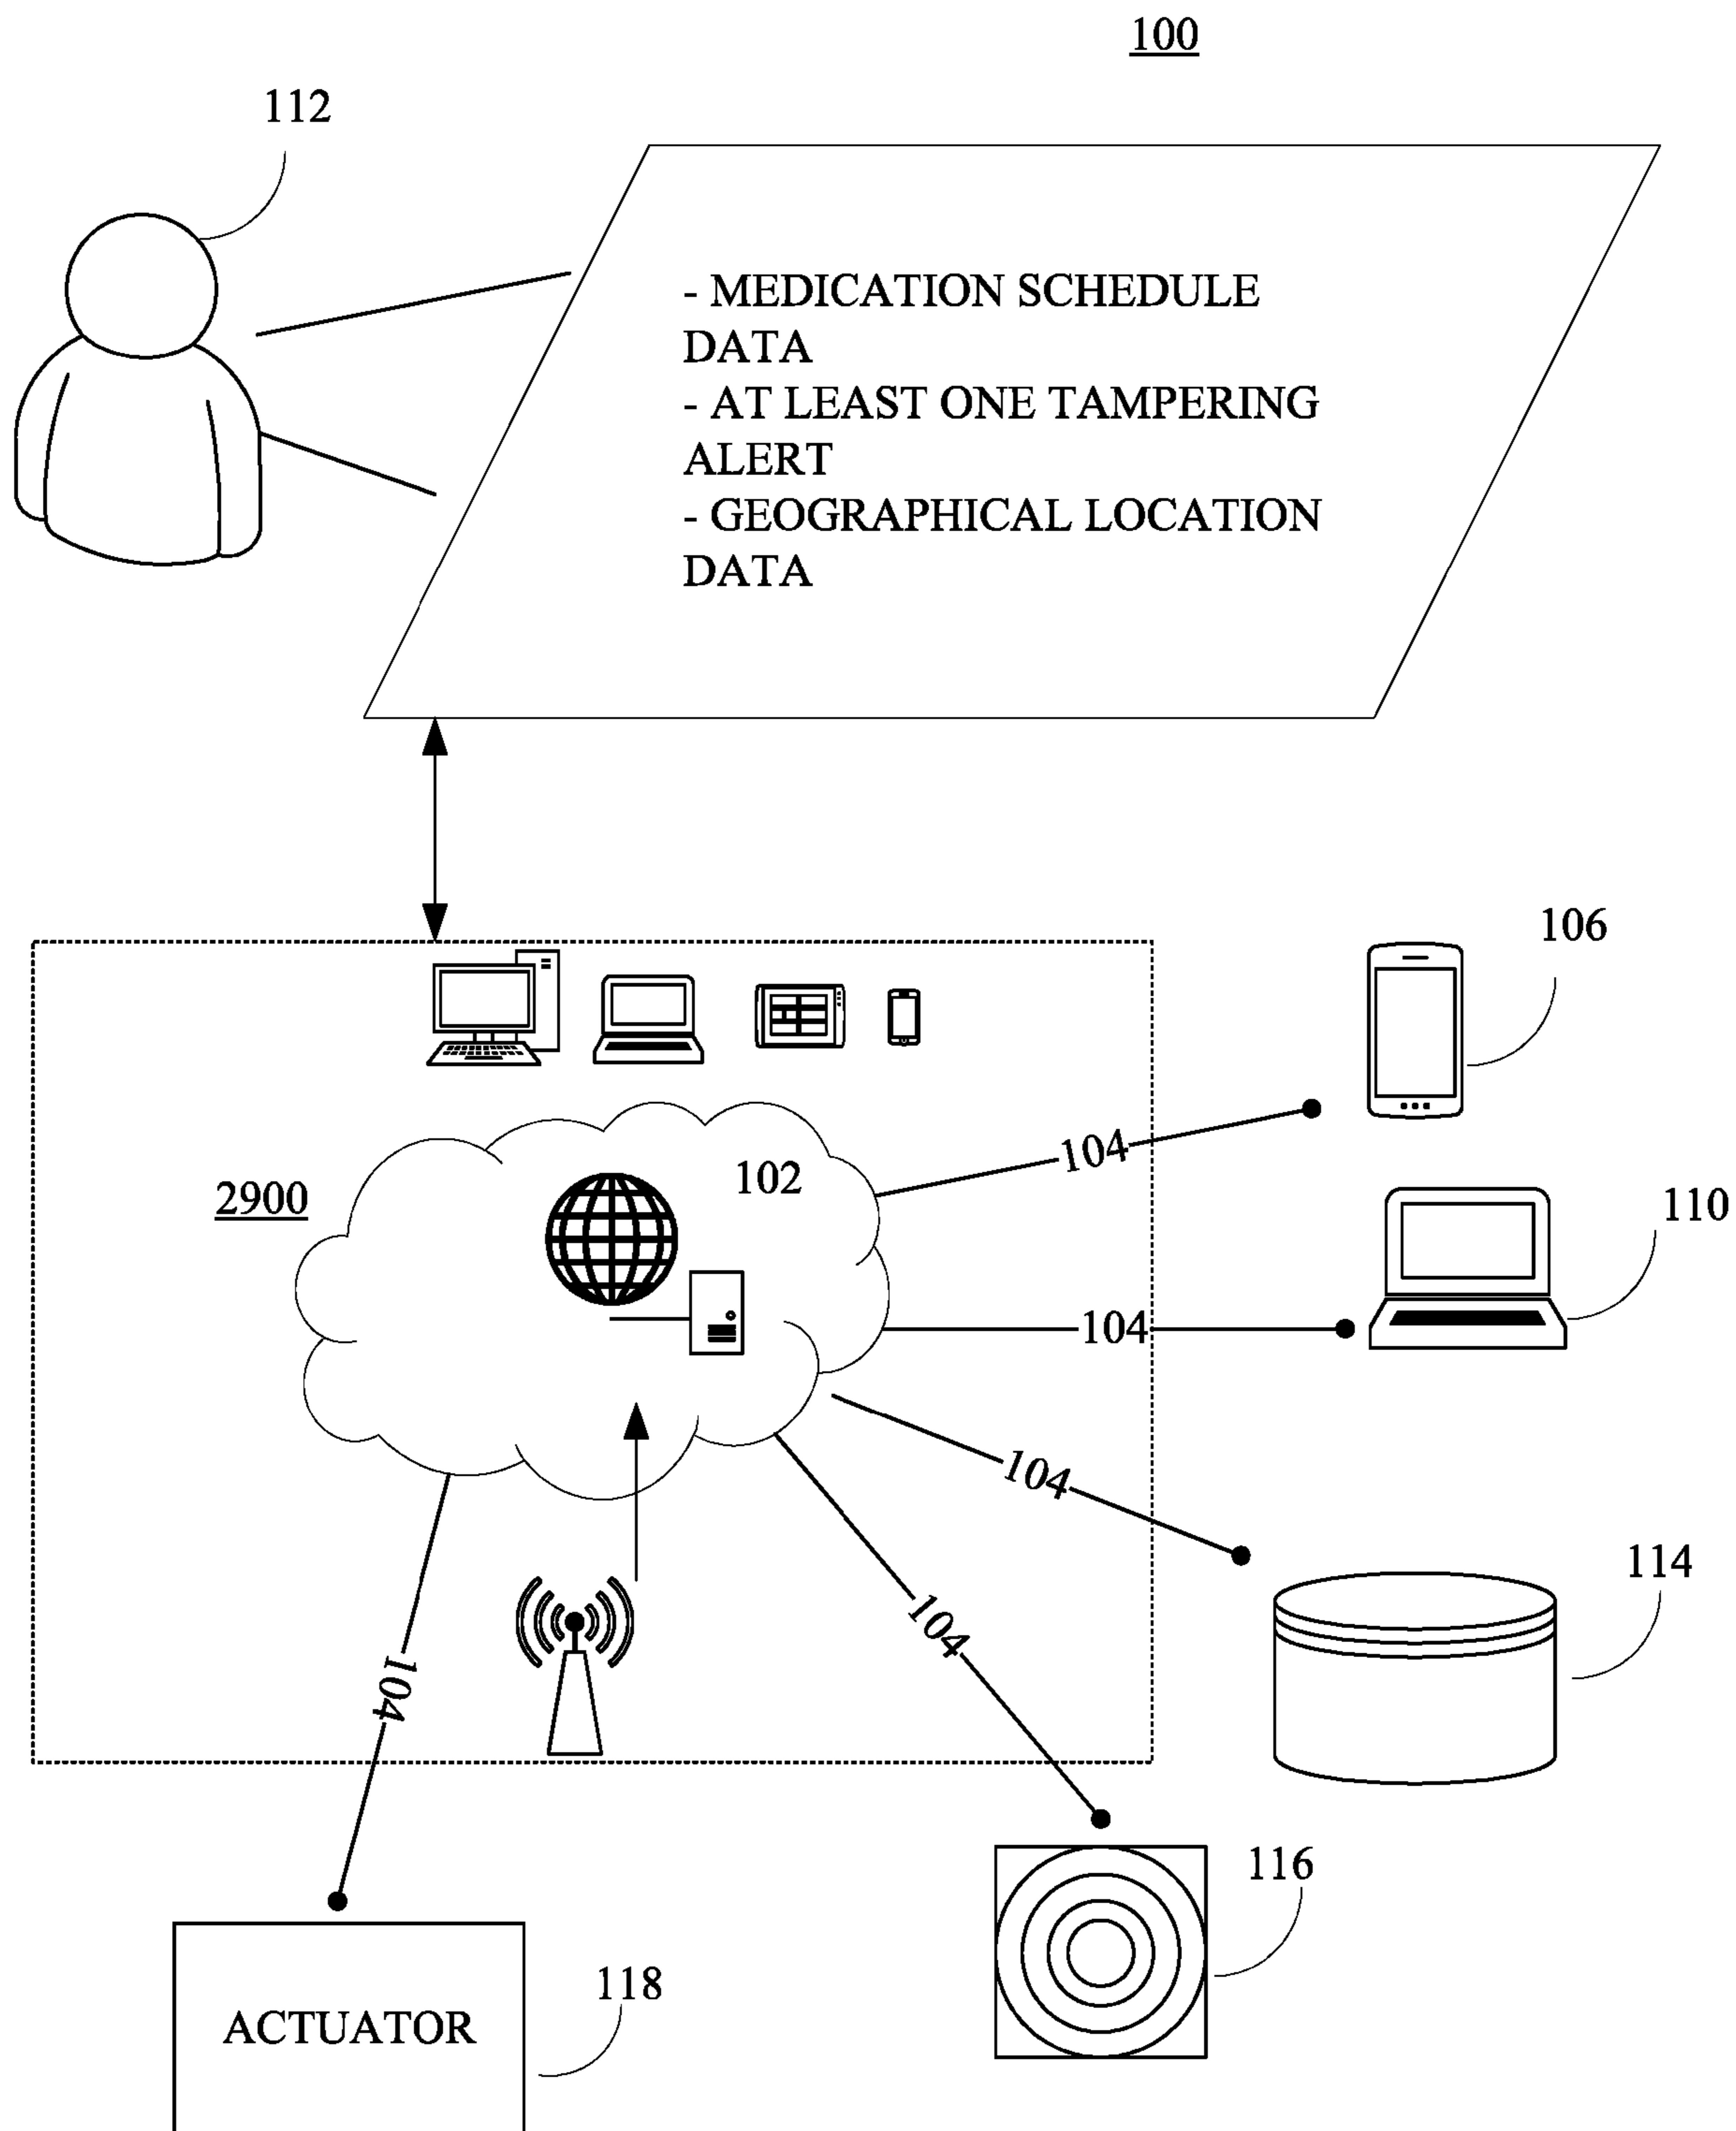 100
112
- MEDICATION SCHEDULE
DATA
- AT LEAST ONE TAMPERING
ALERT
- GEOGRAPHICAL LOCATION
DATA
106
104
102
2900
110
104
104
114
104
104
116
118
ACTUATOR